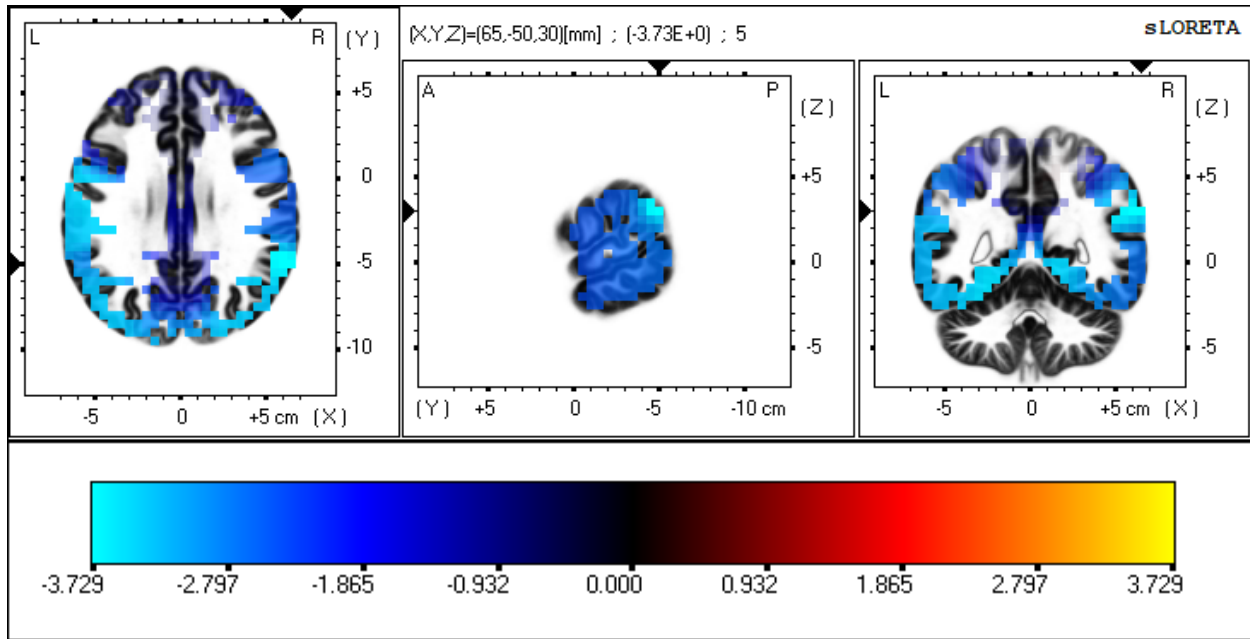 L R (Y) (X,Y,Z)=(65,-50,30)[mm] ; (-3.73E+0) ; 5 sLORETA
A P (Z) L R (Z)
+5
+5 +5
0
0 0
-5
-5 -5
-10
-5 0 +5 cm (X) (Y) +5 0 -5 -10 cm -5 0 +5 cm (X)
-3.729 -2.797 -1.865 -0.932 0.000 0.932 1.865 2.797 3.729